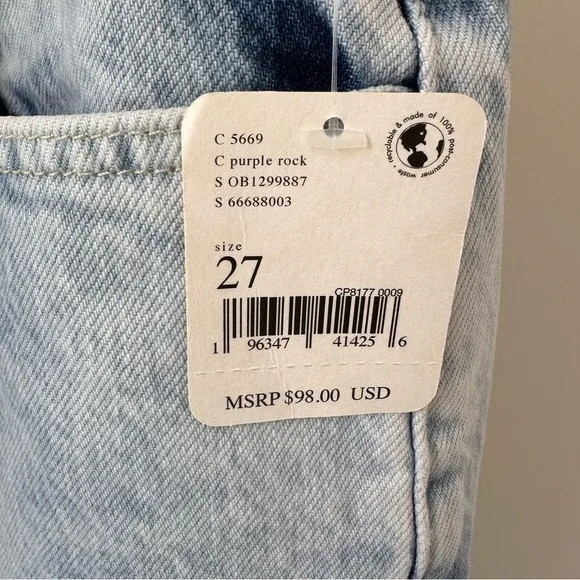 C 5669
C purple rock
S OB1299887
S 66688003
recyclable & made of 100% post-consumer waste •
size
27
CP8177 0009
1 96347 41425 6
MSRP $98.00 USD